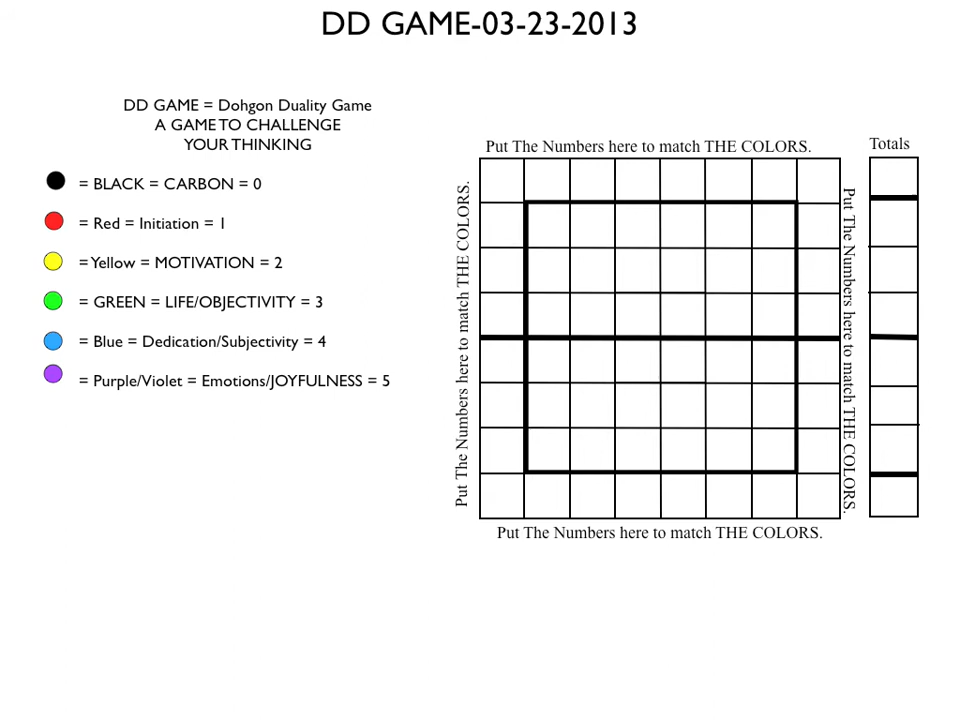 DD GAME-03-23-2013
DD GAME = Dohgon Duality Game
A GAME TO CHALLENGE
YOUR THINKING
= BLACK = CARBON = 0
= Red = Initiation = 1
= Yellow = MOTIVATION = 2
= GREEN = LIFE/OBJECTIVITY = 3
= Blue = Dedication/Subjectivity = 4
= Purple/Violet = Emotions/JOYFULNESS = 5
Put The Numbers here to match THE COLORS.
Totals
Put The Numbers here to match THE COLORS.
Put The Numbers here to match THE COLORS.
Put The Numbers here to match THE COLORS.